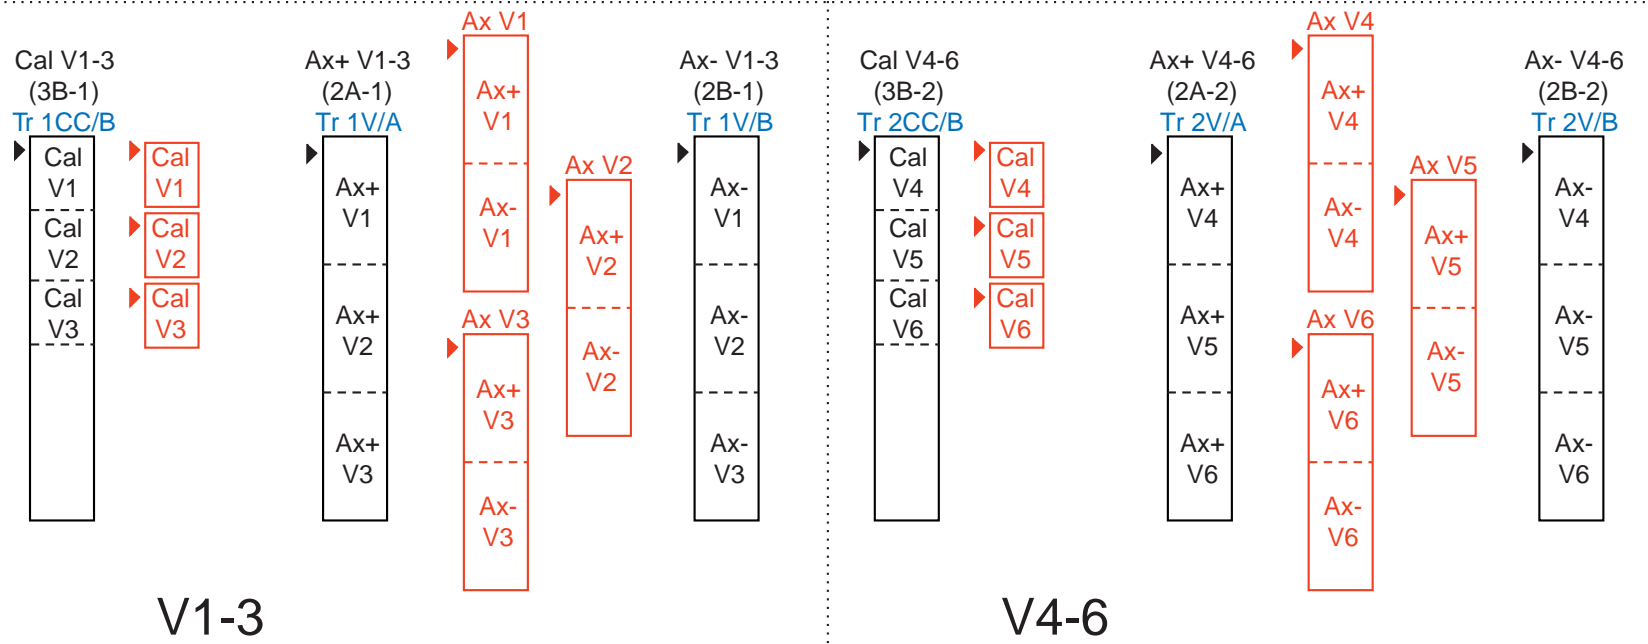 Cal V1-3
(3B-1)
Tr 1CC/B
Cal
V1
Cal
V2
Cal
V3
Cal
V1
Cal
V2
Cal
V3
Ax+ V1-3
(2A-1)
Tr 1V/A
Ax+
V1
Ax+
V2
Ax+
V3
Ax V1
Ax+
V1
Ax-
V1
Ax V3
Ax+
V3
Ax-
V3
Ax V2
Ax+
V2
Ax-
V2
Ax- V1-3
(2B-1)
Tr 1V/B
Ax-
V1
Ax-
V2
Ax-
V3
V1-3
Cal V4-6
(3B-2)
Tr 2CC/B
Cal
V4
Cal
V5
Cal
V6
Cal
V4
Cal
V5
Cal
V6
Ax+ V4-6
(2A-2)
Tr 2V/A
Ax+
V4
Ax+
V5
Ax+
V6
Ax V4
Ax+
V4
Ax-
V4
Ax V6
Ax+
V6
Ax-
V6
Ax V5
Ax+
V5
Ax-
V5
Ax- V4-6
(2B-2)
Tr 2V/B
Ax-
V4
Ax-
V5
Ax-
V6
V4-6